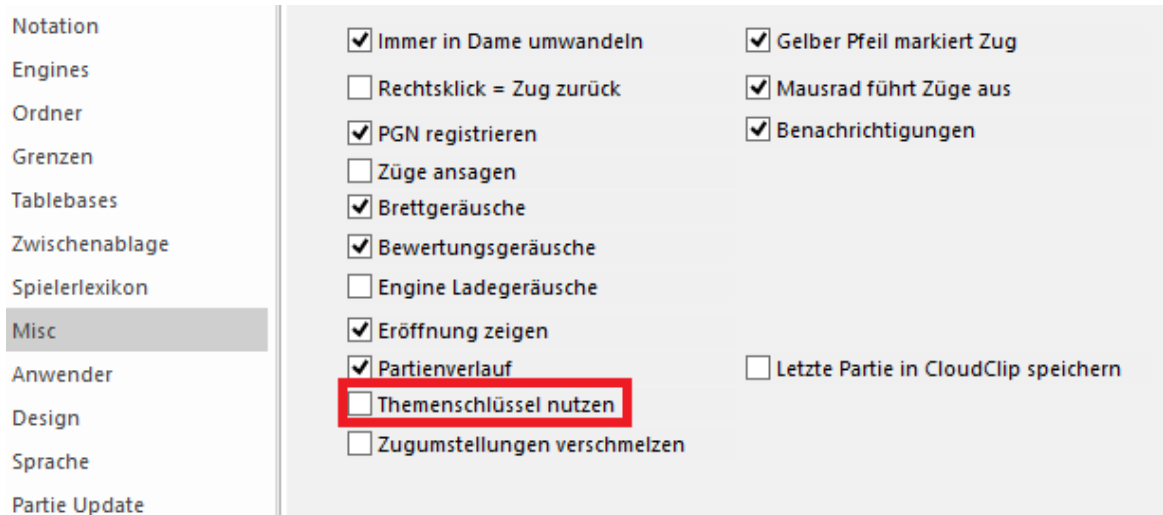 Notation
Engines
Ordner
Grenzen
Tablebases
Zwischenablage
Spielerlexikon
Misc
Anwender
Design
Sprache
Partie Update
Immer in Dame umwandeln
Rechtsklick = Zug zurück
PGN registrieren
Züge ansagen
Brettgeräusche
Bewertungsgeräusche
Engine Ladegeräusche
Eröffnung zeigen
Partienverlauf
Themenschlüssel nutzen
Zugumstellungen verschmelzen
Gelber Pfeil markiert Zug
Mausrad führt Züge aus
Benachrichtigungen
Letzte Partie in CloudClip speichern